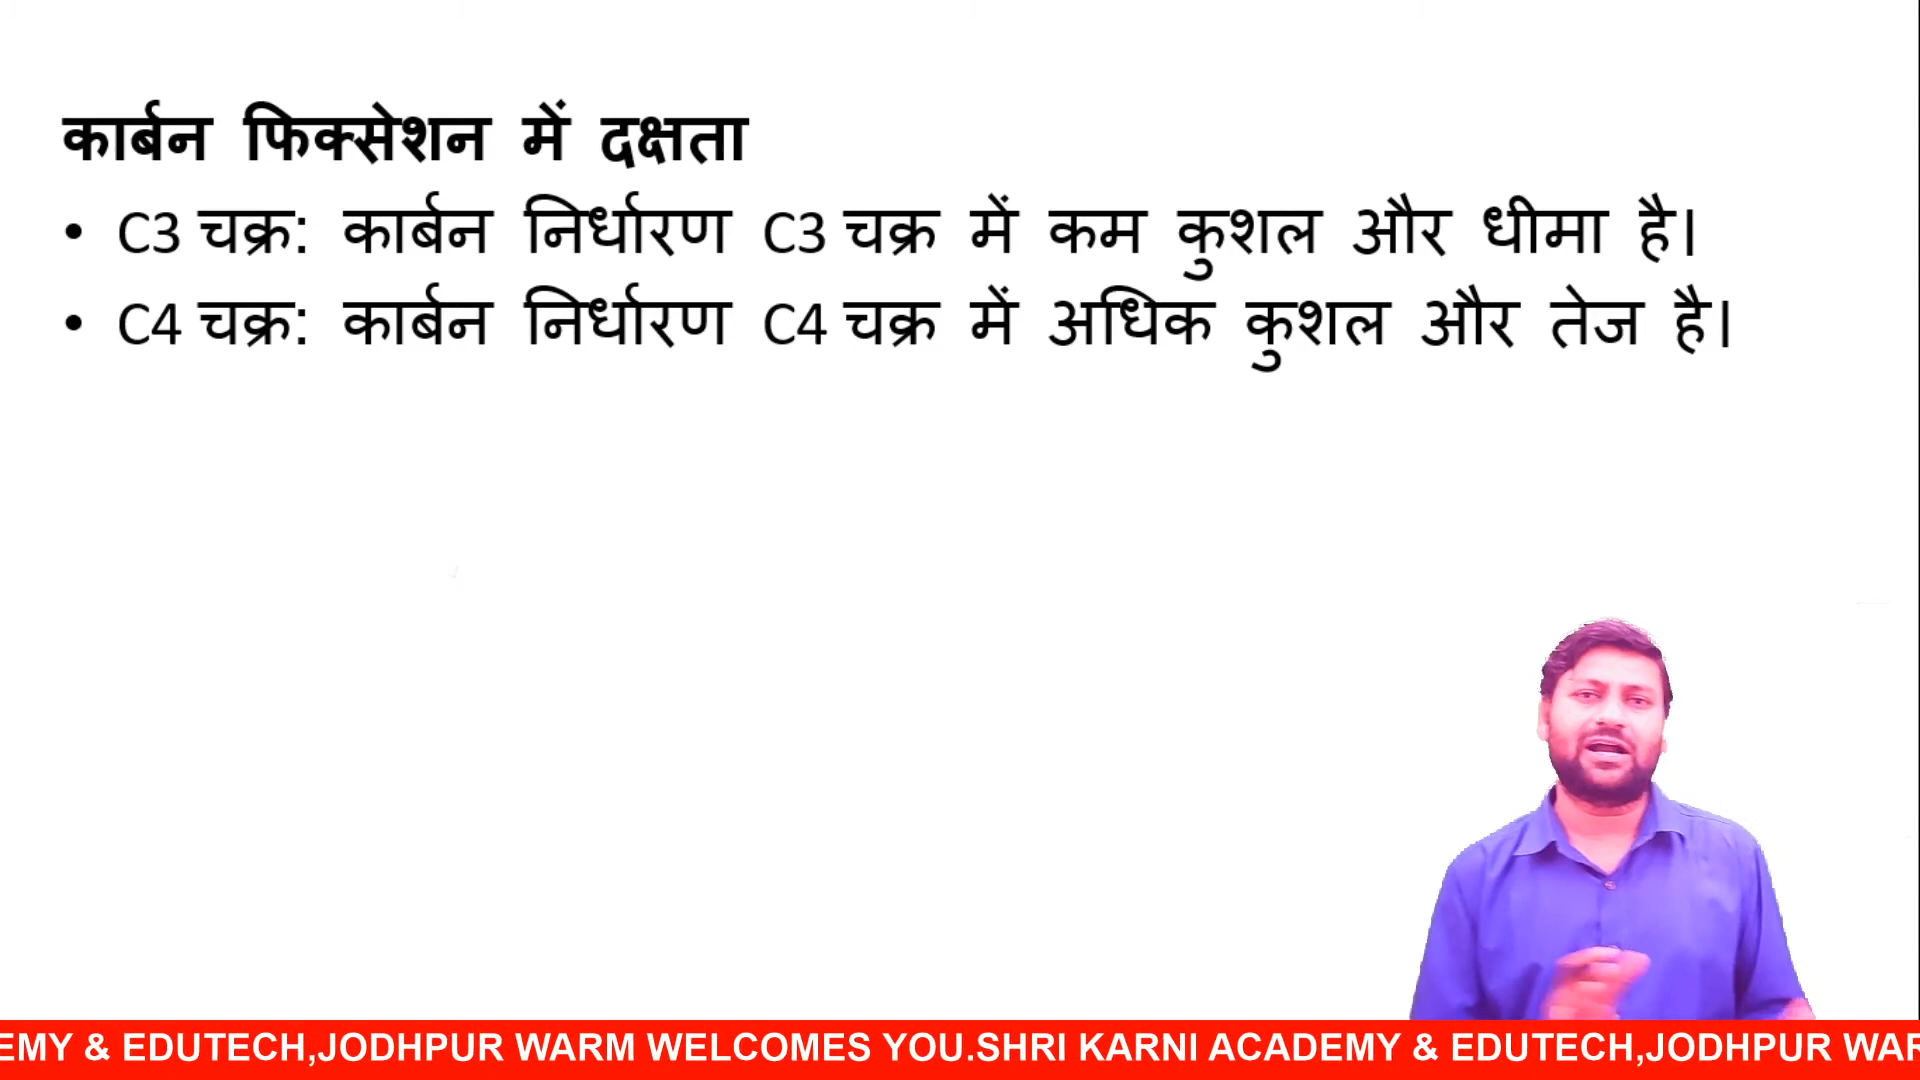 कार्बन फिक्सेशन में दक्षता
• C3 चक्र: कार्बन निर्धारण C3 चक्र में कम कुशल और धीमा है।
• C4 चक्र: कार्बन निर्धारण C4 चक्र में अधिक कुशल और तेज है।
EMY & EDUTECH,JODHPUR WARM WELCOMES YOU.SHRI KARNI ACADEMY & EDUTECH,JODHPUR WAR